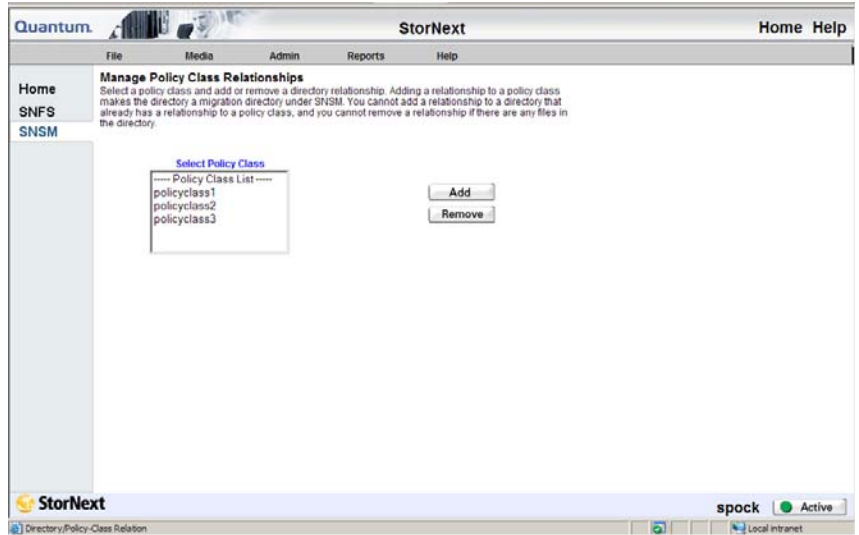 Quantum.
StorNext
Home Help
File Media Admin Reports Help
Home
SNFS
SNSM
Manage Policy Class Relationships
Select a policy class and add or remove a directory relationship. Adding a relationship to a policy class
makes the directory a migration directory under SNSM. You cannot add a relationship to a directory that
already has a relationship to a policy class, and you cannot remove a relationship if there are any files in
the directory.
Select Policy Class
----- Policy Class List -----
policyclass1
policyclass2
policyclass3
Add
Remove
StorNext
spock Active
Directory/Policy-Class Relation
Local intranet